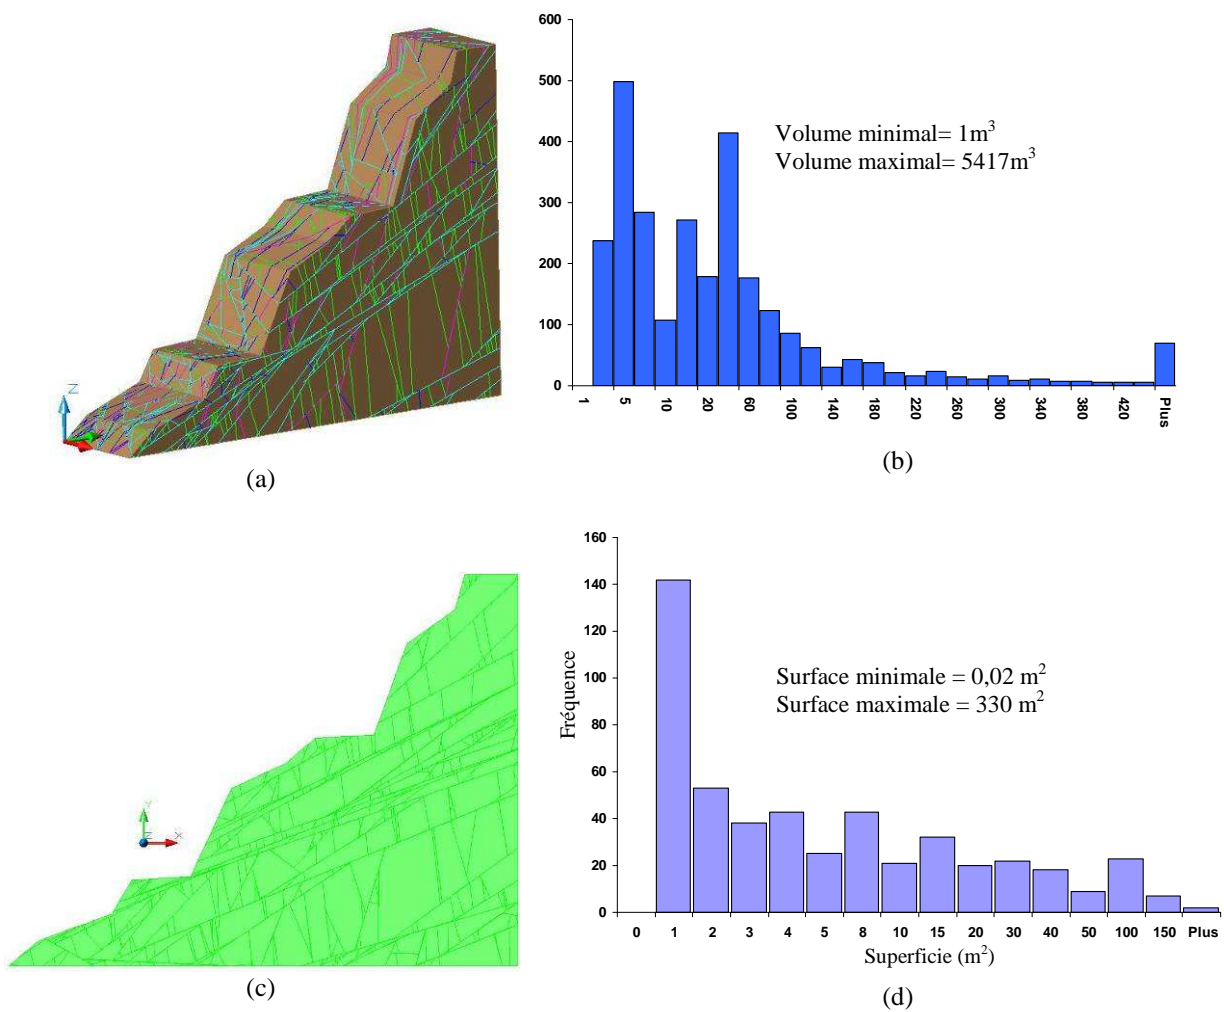 Z
(a)
600
500
400
300
200
100
0
Volume minimal= 1m³
Volume maximal= 5417m³
1 5 10 20 60 100 140 180 220 260 300 340 380 420 Plus
(b)
Y
Z X
(c)
160
140
120
100
80
60
40
20
0
Fréquence
Surface minimale = 0,02 m²
Surface maximale = 330 m²
0 1 2 3 4 5 8 10 15 20 30 40 50 100 150 Plus
Superficie (m²)
(d)